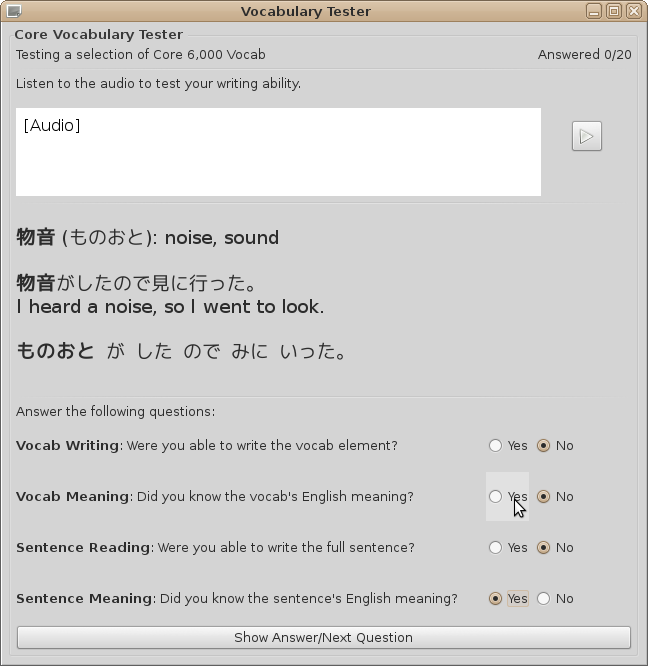 Vocabulary Tester
Core Vocabulary Tester
Testing a selection of Core 6,000 Vocab Answered 0/20
Listen to the audio to test your writing ability.
[Audio]
物音 (ものおと): noise, sound
物音がしたので見に行った。
I heard a noise, so I went to look.
ものおと が した ので みに いった。
Answer the following questions:
Vocab Writing: Were you able to write the vocab element? Yes No
Vocab Meaning: Did you know the vocab's English meaning? Yes No
Sentence Reading: Were you able to write the full sentence? Yes No
Sentence Meaning: Did you know the sentence's English meaning? Yes No
Show Answer/Next Question